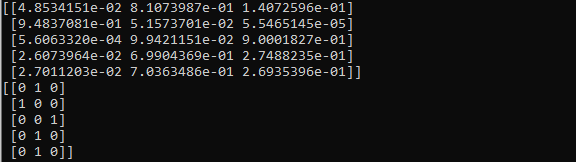 [[4.8534151e-02 8.1073987e-01 1.4072596e-01]
 [9.4837081e-01 5.1573701e-02 5.5465145e-05]
 [5.6063320e-04 9.9421151e-02 9.0001827e-01]
 [2.6073964e-02 6.9904369e-01 2.7488235e-01]
 [2.7011203e-02 7.0363486e-01 2.6935396e-01]]
[[0 1 0]
 [1 0 0]
 [0 0 1]
 [0 1 0]
 [0 1 0]]